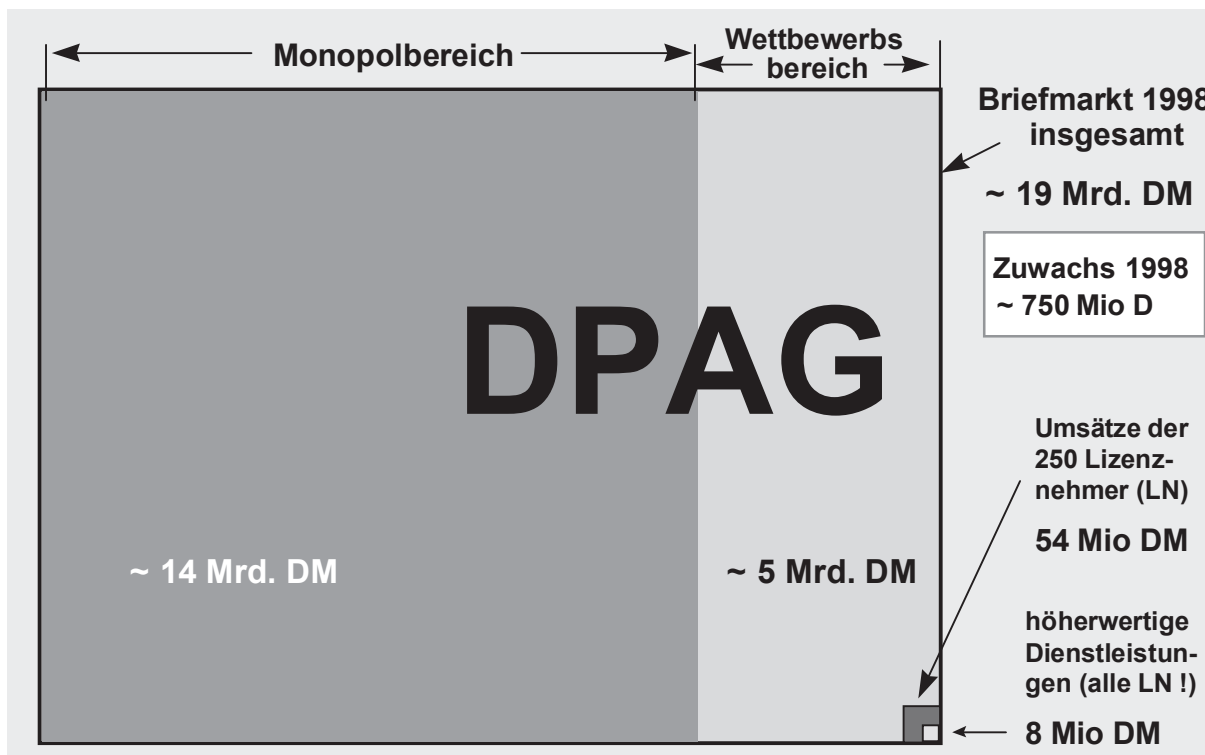 Monopolbereich
Wettbewerbs
bereich
Briefmarkt 1998
insgesamt
~ 19 Mrd. DM
Zuwachs 1998
~ 750 Mio D
DPAG
Umsätze der
250 Lizenz-
nehmer (LN)
54 Mio DM
~ 14 Mrd. DM
~ 5 Mrd. DM
höherwertige
Dienstleistun-
gen (alle LN !)
8 Mio DM